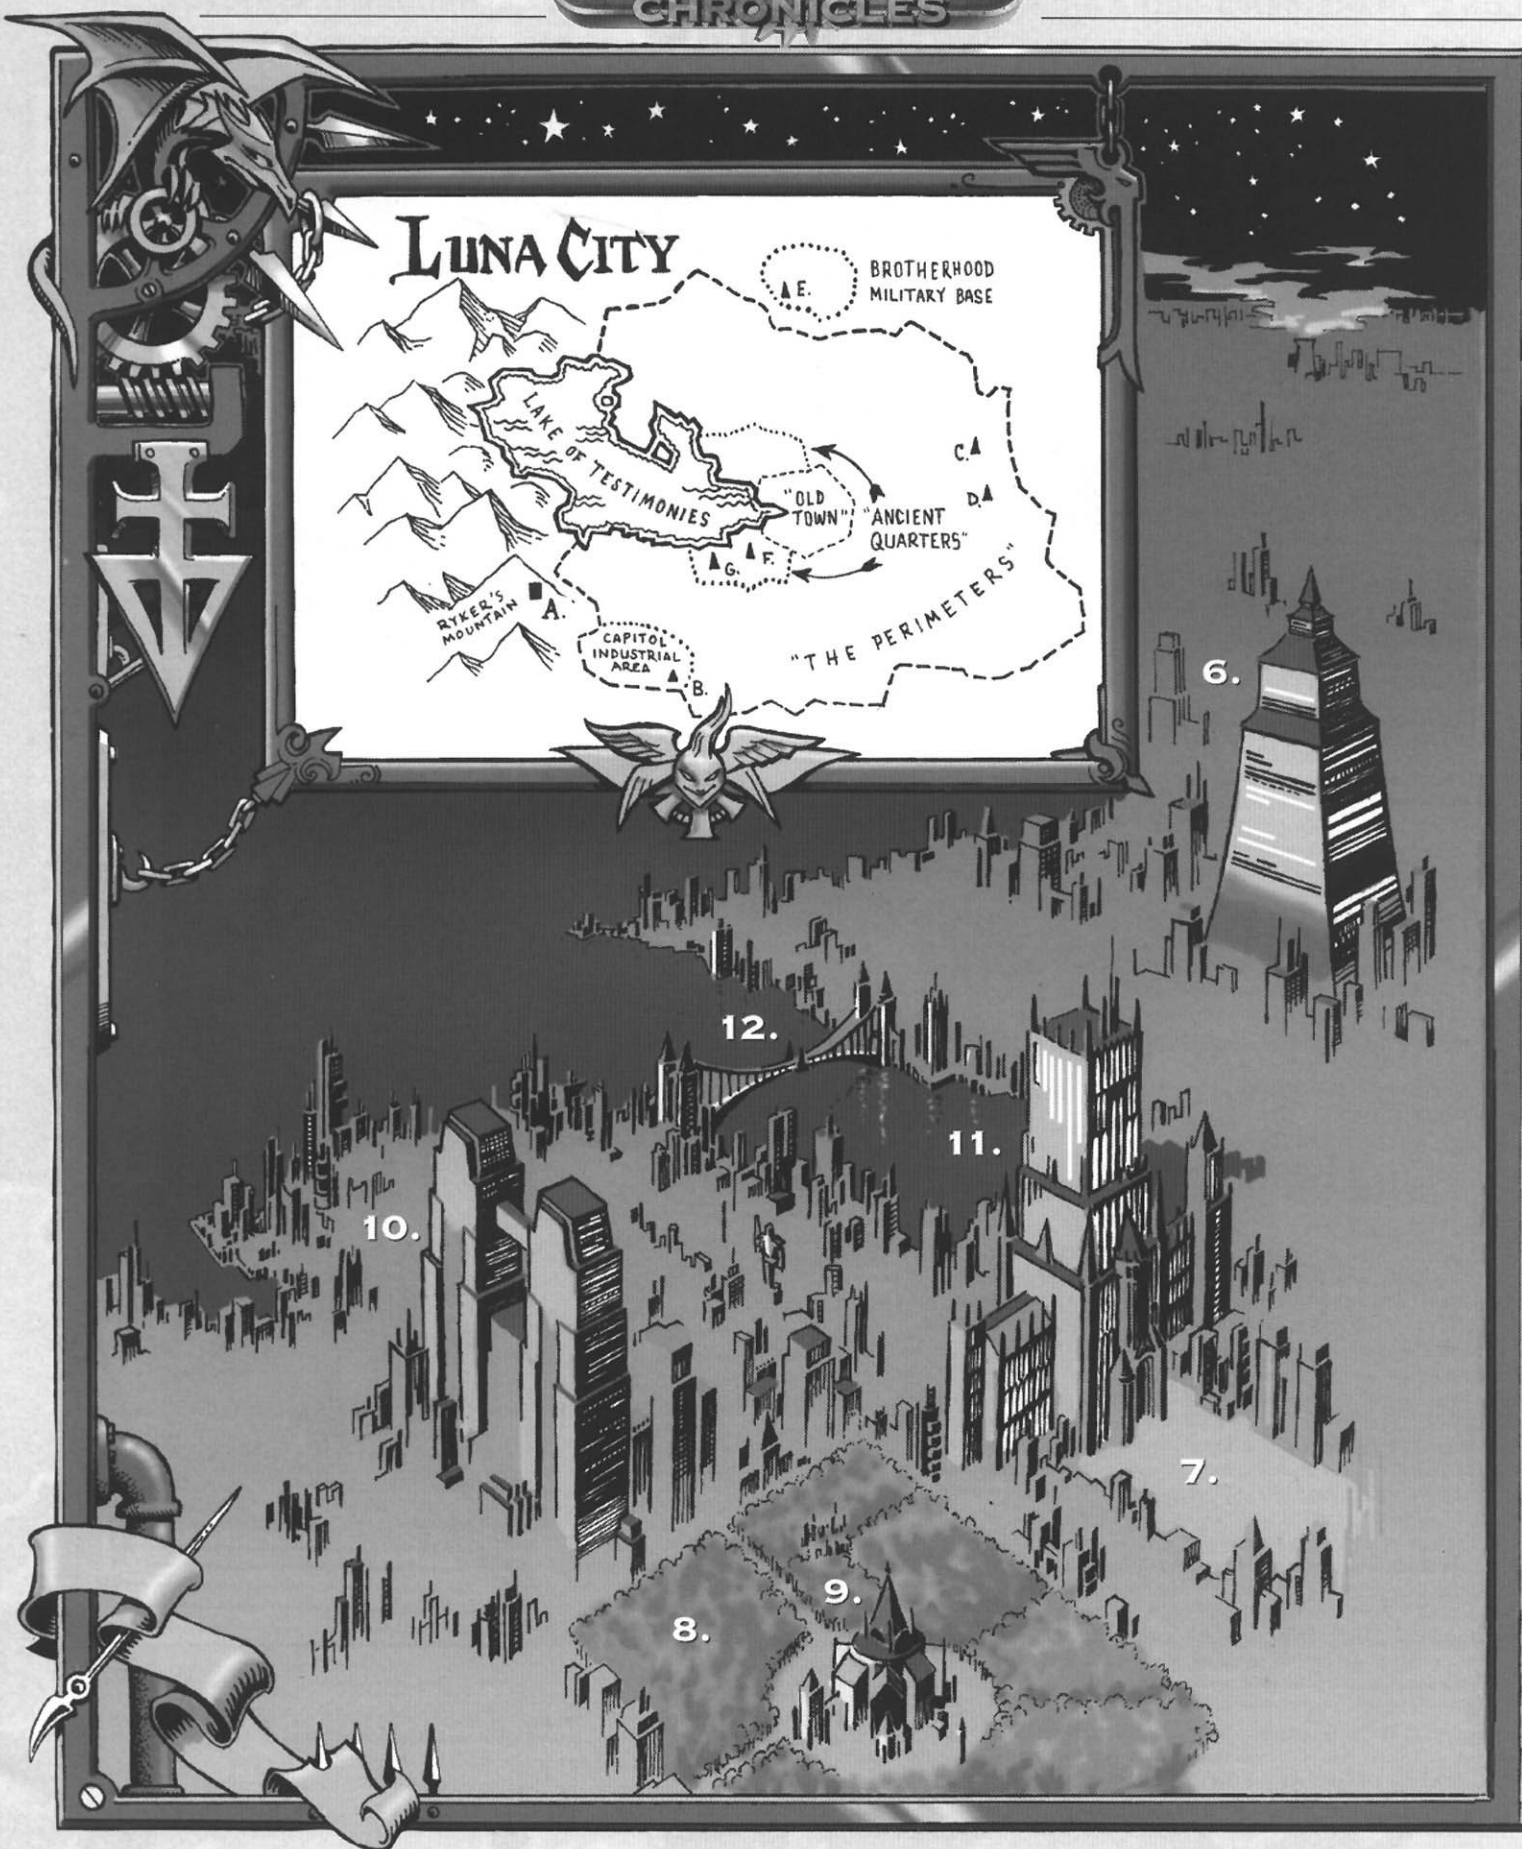 CHRONICLES
LUNA CITY
BROTHERHOOD
MILITARY BASE
E.
LAKE
OF TESTIMONIES
C.
D.
"OLD
TOWN"
"ANCIENT
QUARTERS"
G.
F.
"THE PERIMETERS"
RYKER'S
MOUNTAIN
A.
CAPITOL
INDUSTRIAL
AREA
B.
6.
12.
11.
10.
7.
9.
8.